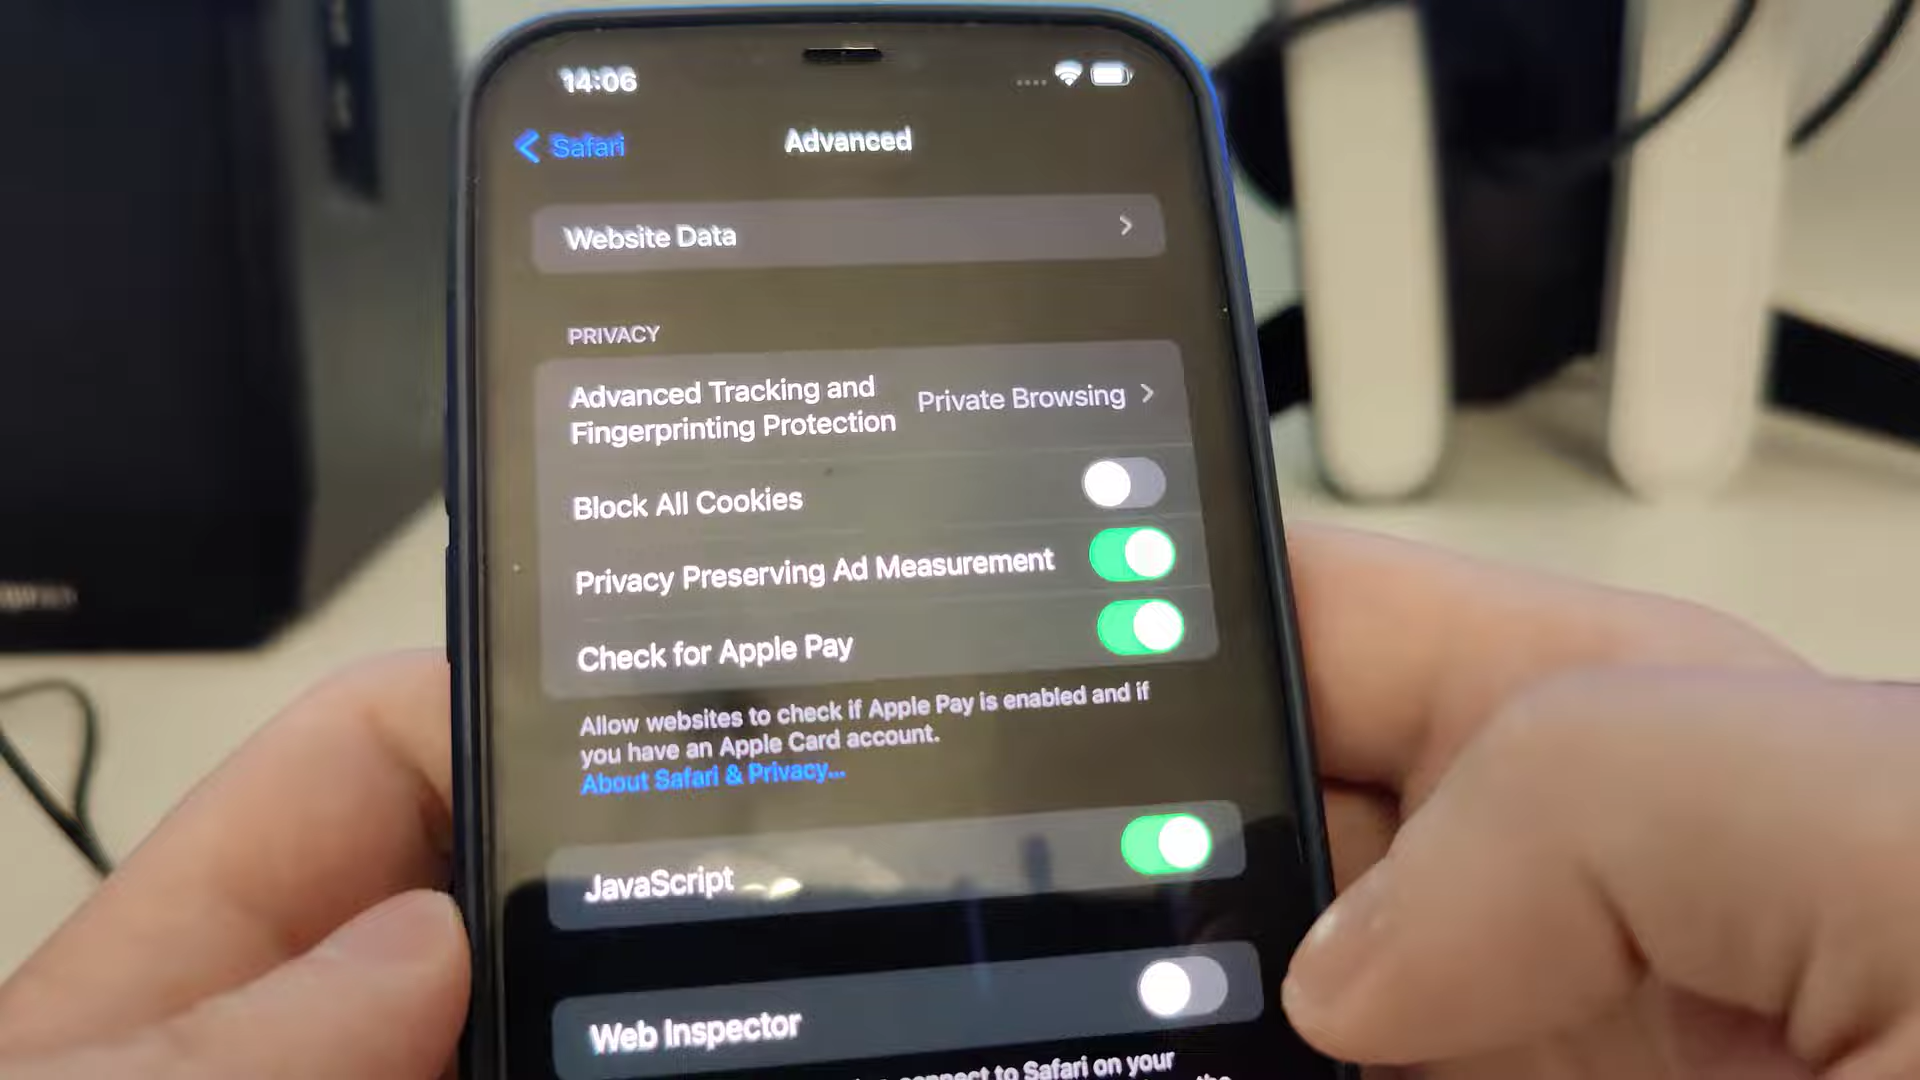 14:06
Safari
Advanced
Website Data
PRIVACY
Advanced Tracking and
Fingerprinting Protection
Private Browsing
Block All Cookies
Privacy Preserving Ad Measurement
Check for Apple Pay
Allow websites to check if Apple Pay is enabled and if
you have an Apple Card account.
About Safari & Privacy...
JavaScript
Web Inspector
connect to Safari on your
the